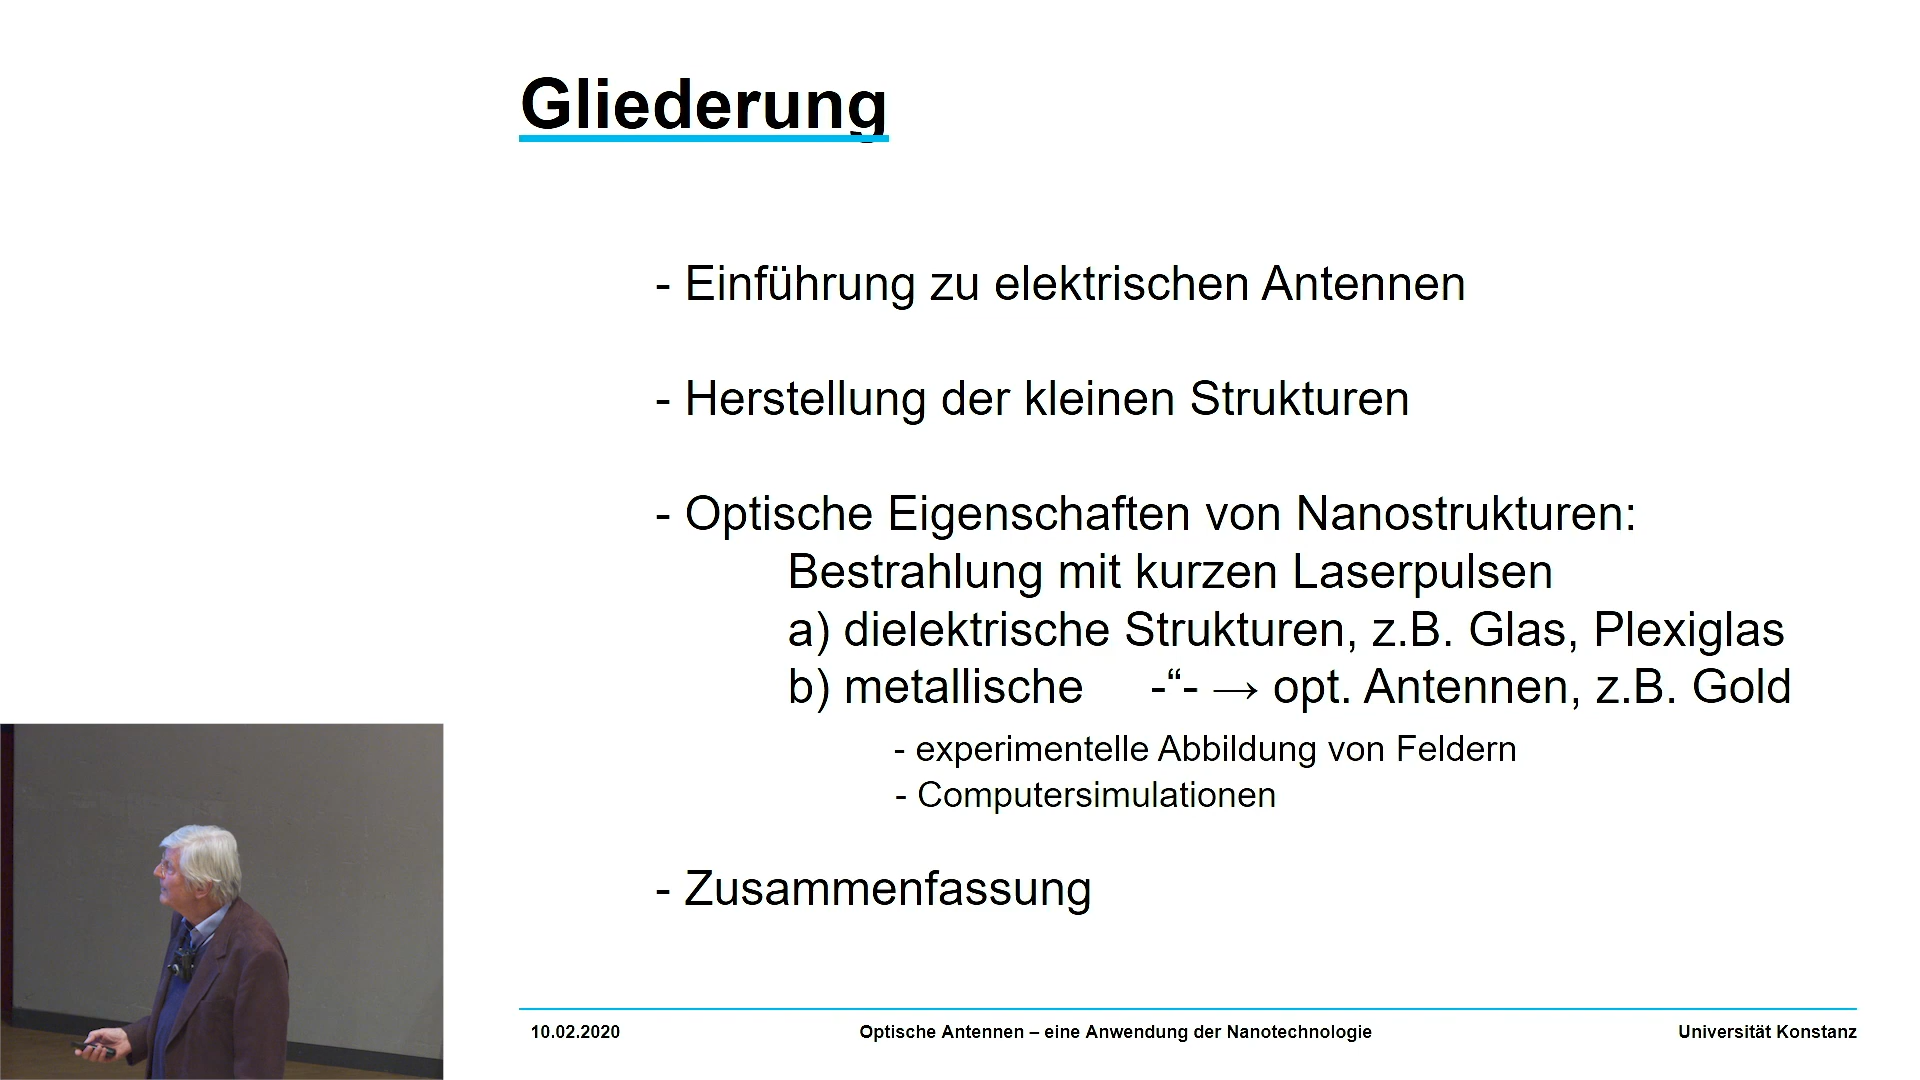 Gliederung
- Einführung zu elektrischen Antennen
- Herstellung der kleinen Strukturen
- Optische Eigenschaften von Nanostrukturen:
Bestrahlung mit kurzen Laserpulsen
a) dielektrische Strukturen, z.B. Glas, Plexiglas
b) metallische -“- → opt. Antennen, z.B. Gold
- experimentelle Abbildung von Feldern
- Computersimulationen
- Zusammenfassung
10.02.2020 Optische Antennen – eine Anwendung der Nanotechnologie Universität Konstanz